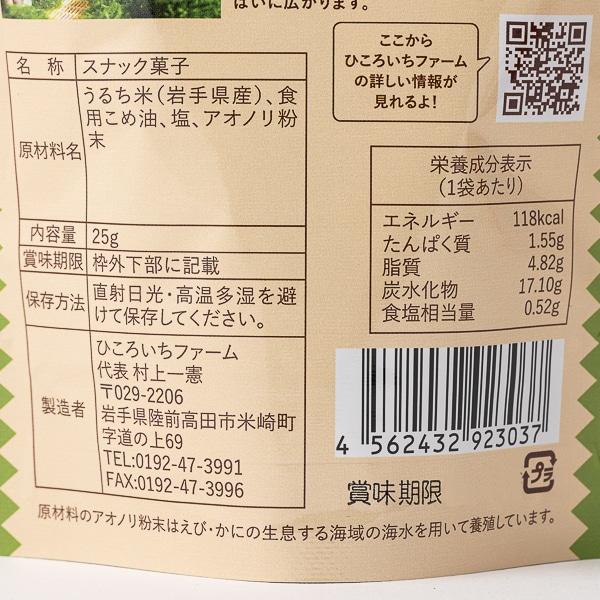 ぱいに広がります。
ここから
ひころいちファーム
の詳しい情報が
見れるよ!
名 称 スナック菓子
原材料名
うるち米(岩手県産)、食
用こめ油、塩、アオノリ粉
末
内容量 25g
賞味期限 枠外下部に記載
保存方法
直射日光・高温多湿を避
けて保存してください。
製造者
ひころいちファーム
代表 村上一憲
〒029-2206
岩手県陸前高田市米崎町
字道の上69
TEL:0192-47-3991
FAX:0192-47-3996
栄養成分表示
(1袋あたり)
エネルギー 118kcal
たんぱく質 1.55g
脂質 4.82g
炭水化物 17.10g
食塩相当量 0.52g
4 562432 923037
プラ
賞味期限
原材料のアオノリ粉末はえび・かにの生息する海域の海水を用いて養殖しています。